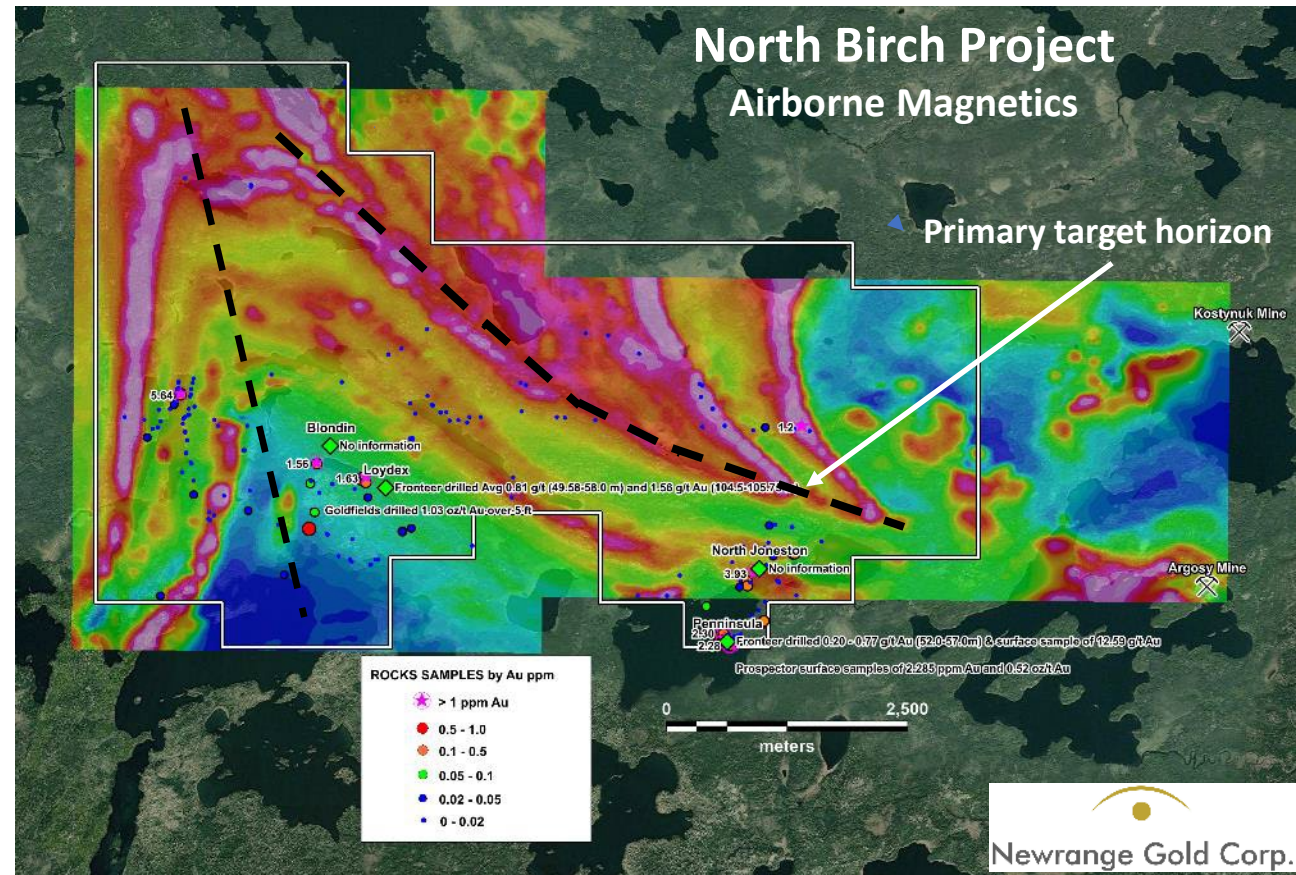 North Birch Project
Airborne Magnetics
Primary target horizon
Kostynuk Mine
5.64
1.2
Blondin
No information
1.56
1.63
Loydex
Fronteer drilled Avg 0.61 g/t (49.58-58.0 m) and 1.56 g/t Au (104.5-105.75
Goldfields drilled 1.03 oz/t Au over 5 ft
North Joneston
No information
3.93
Argosy Mine
Penninsula
2.30
2.28
Fronteer drilled 0.20 - 0.77 g/t Au (52.0-57.0m) & surface sample of 12.59 g/t Au
Prospector surface samples of 2.285 ppm Au and 0.52 oz/t Au
ROCKS SAMPLES by Au ppm
> 1 ppm Au
0.5 - 1.0
0.1 - 0.5
0.05 - 0.1
0.02 - 0.05
0 - 0.02
0 2,500
meters
Newrange Gold Corp.